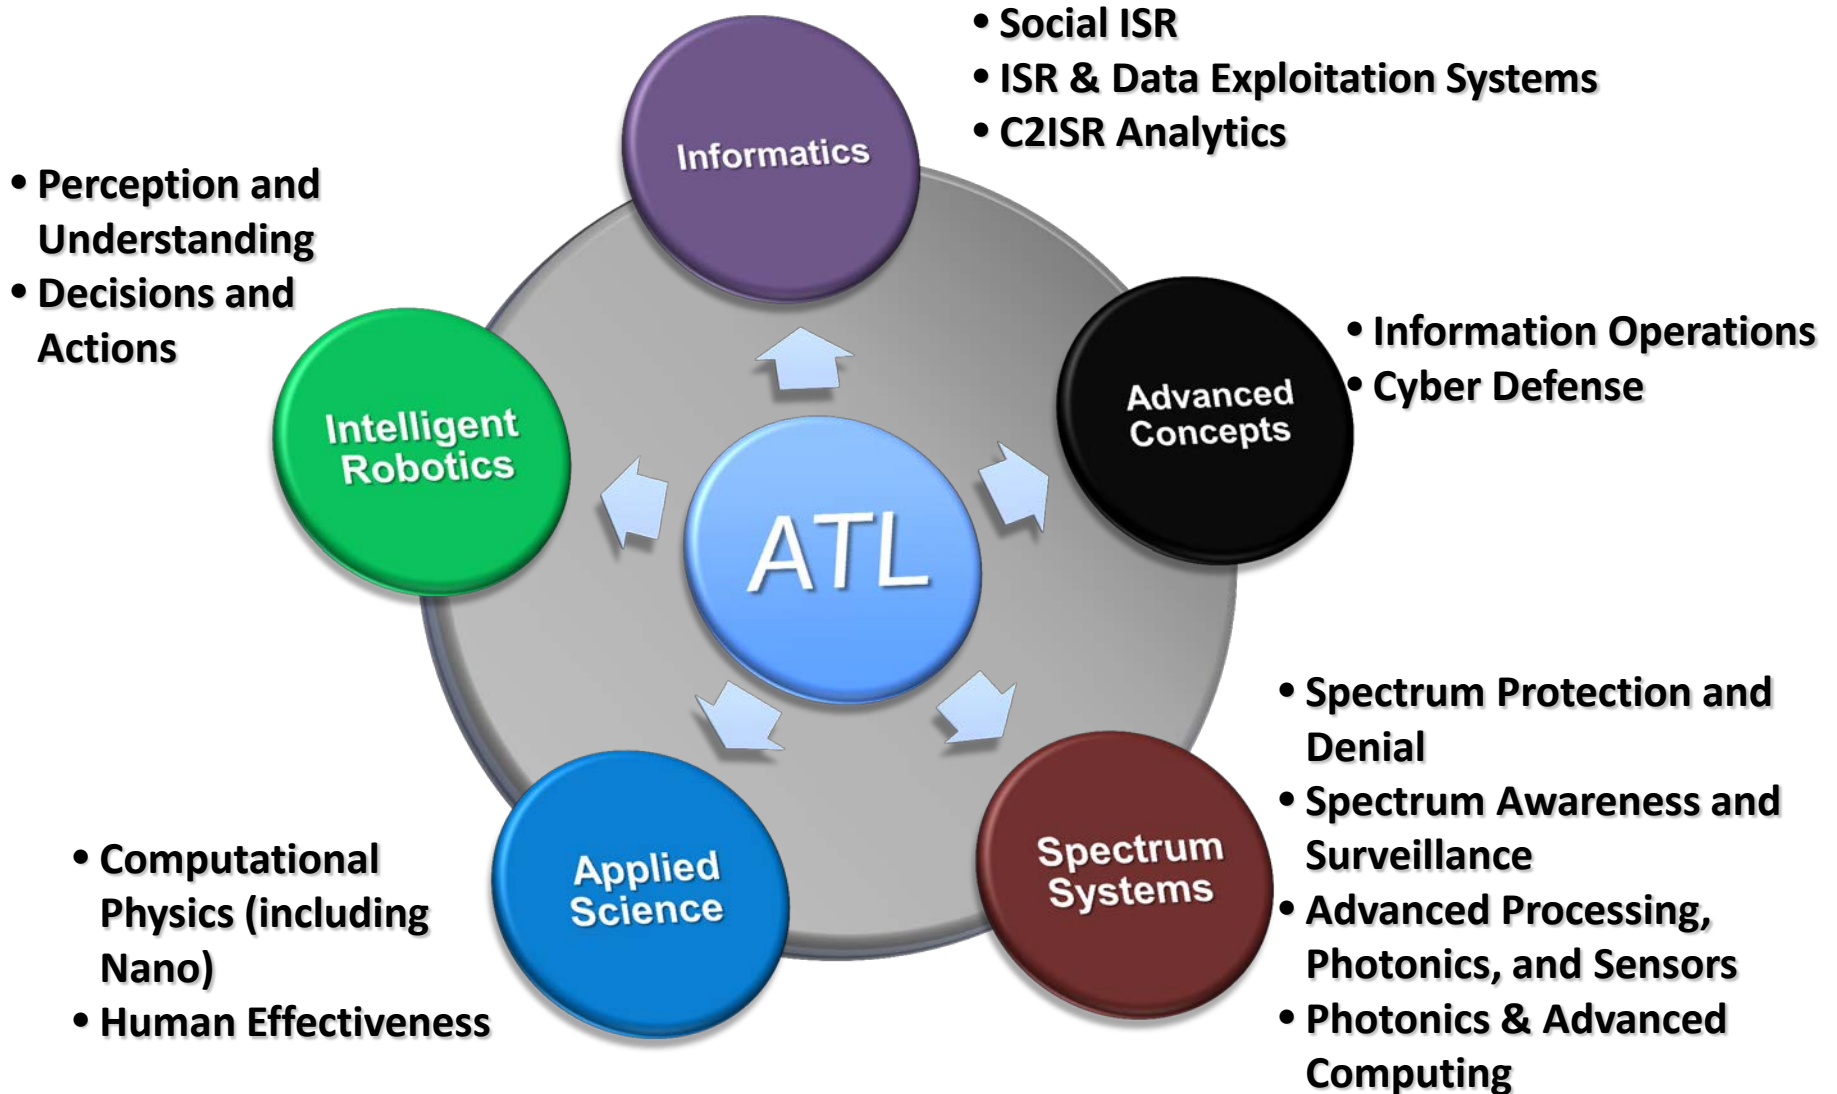 • Social ISR
• ISR & Data Exploitation Systems
• C2ISR Analytics
Informatics
• Perception and
Understanding
• Decisions and
Actions
Intelligent
Robotics
• Information Operations
• Cyber Defense
Advanced
Concepts
ATL
• Spectrum Protection and
Denial
• Spectrum Awareness and
Surveillance
• Advanced Processing,
Photonics, and Sensors
• Photonics & Advanced
Computing
Spectrum
Systems
Applied
Science
• Computational
Physics (including
Nano)
• Human Effectiveness